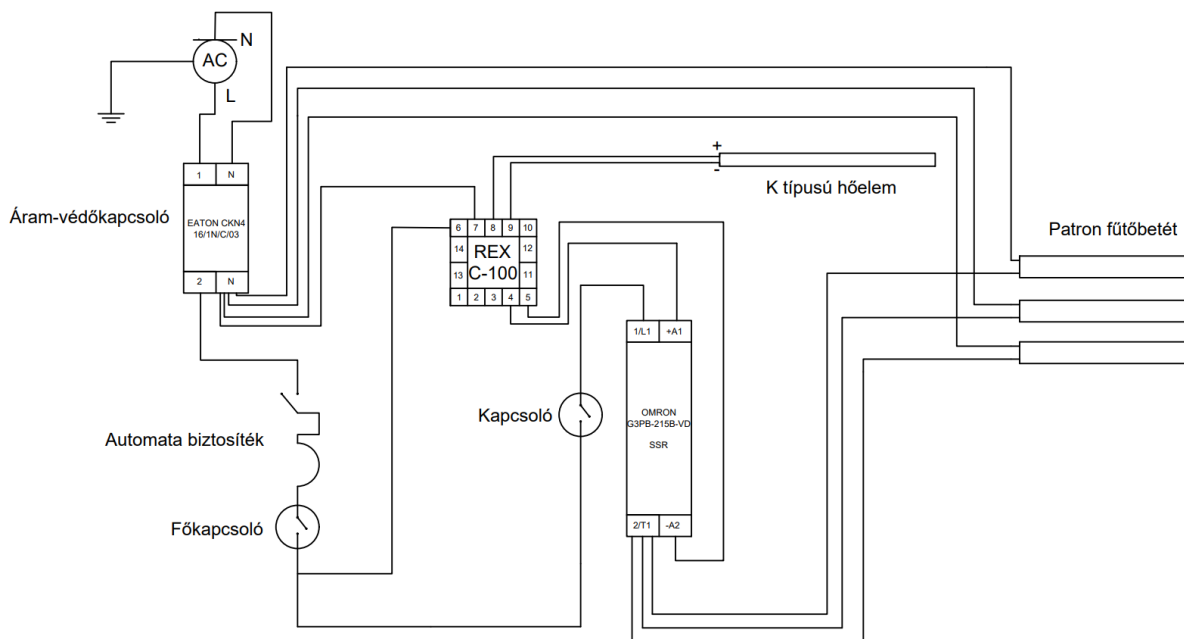 N
AC
L
1 N
EATON CKN4
16/1N/C/03
2 N
Áram-védőkapcsoló
+
-
K típusú hőelem
6 7 8 9 10
14 REX 12
13 C-100 11
1 2 3 4 5
Patron fűtőbetét
1/L1 +A1
OMRON
G3PB-215B-VD
SSR
2/T1 -A2
Kapcsoló
Automata biztosíték
Főkapcsoló